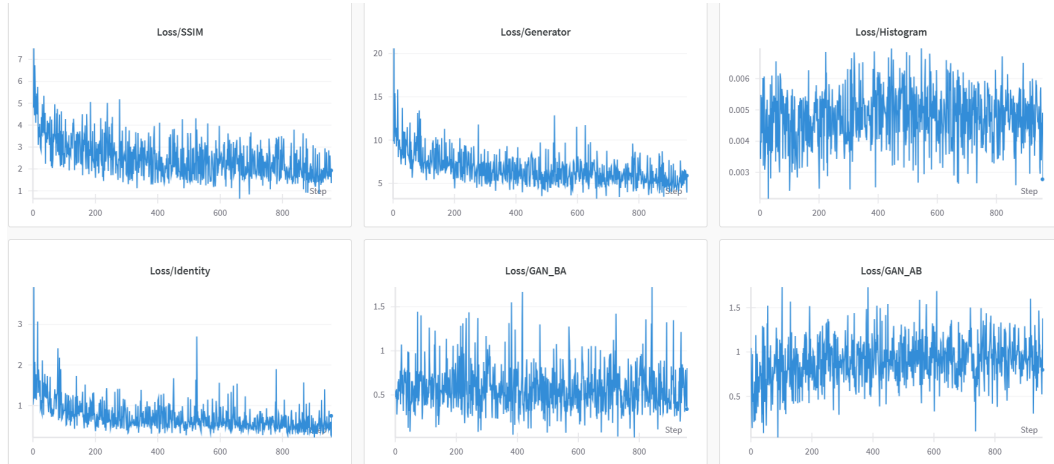 Loss/SSIM
7
6
5
4
3
2
1
Step
0 200 400 600 800
Loss/Generator
20
15
10
5
Step
0 200 400 600 800
Loss/Histogram
0.006
0.005
0.004
0.003
Step
0 200 400 600 800
Loss/Identity
3
2
1
Step
0 200 400 600 800
Loss/GAN_BA
1.5
1
0.5
Step
0 200 400 600 800
Loss/GAN_AB
1.5
1
0.5
Step
0 200 400 600 800